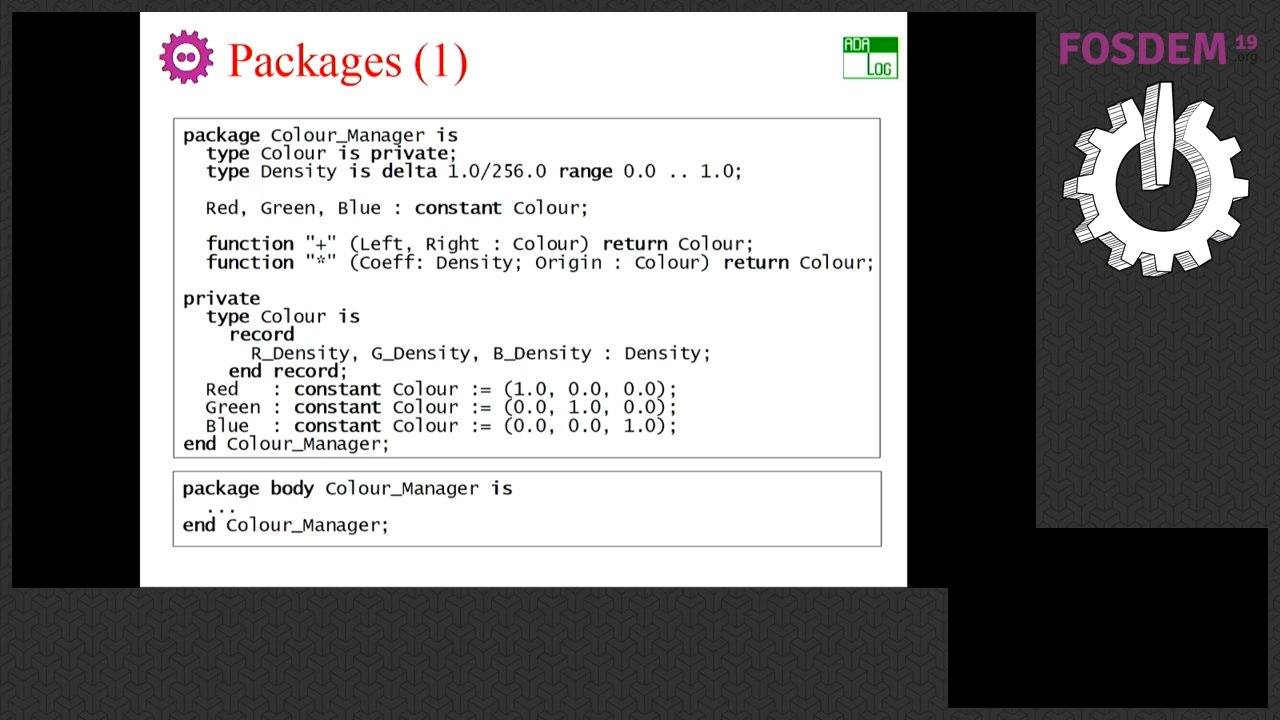 Packages (1)
ADA
LOG
FOSDEM 19
.org
package Colour_Manager is
type Colour is private;
type Density is delta 1.0/256.0 range 0.0 .. 1.0;
Red, Green, Blue : constant Colour;
function "+" (Left, Right : Colour) return Colour;
function "*" (Coeff: Density; Origin : Colour) return Colour;
private
type Colour is
record
R_Density, G_Density, B_Density : Density;
end record;
Red : constant Colour := (1.0, 0.0, 0.0);
Green : constant Colour := (0.0, 1.0, 0.0);
Blue : constant Colour := (0.0, 0.0, 1.0);
end Colour_Manager;
package body Colour_Manager is
...
end Colour_Manager;